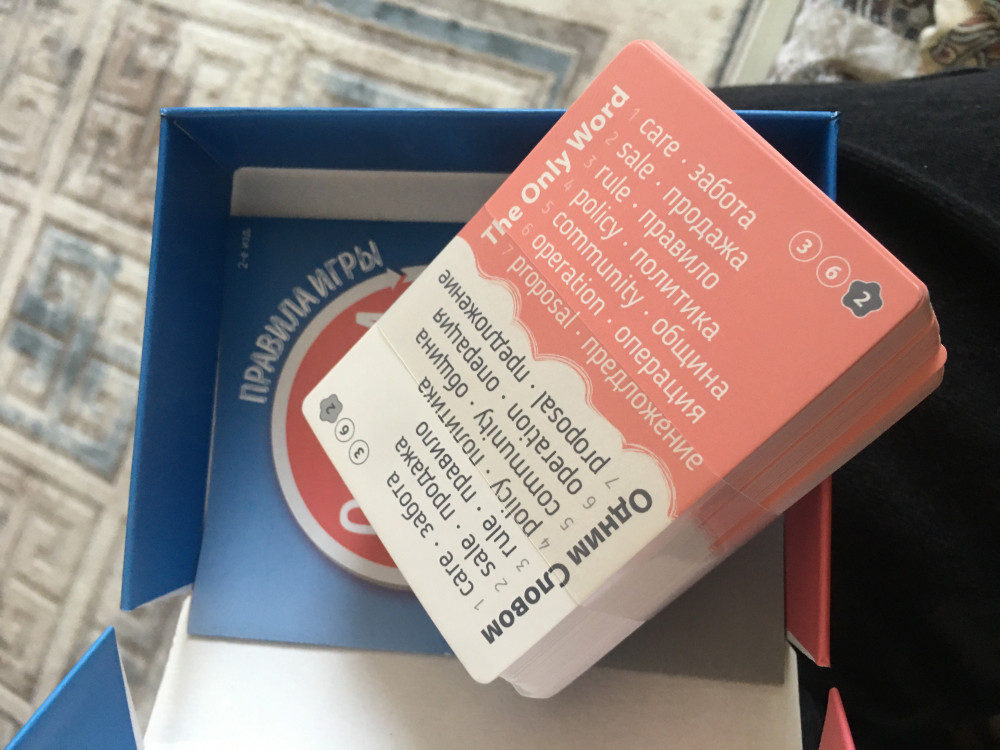 The Only Word
1 care · забота
2 sale · продажа
3 rule · правило
4 policy · политика
5 community · община
6 operation · операция
7 proposal · предложение
3 6 2
Одним Словом
1 care · забота
2 sale · продажа
3 rule · правило
4 policy · политика
5 community · община
6 operation · операция
7 proposal · предложение
3 6 2
ПРАВИЛА ИГРЫ
2-е изд.